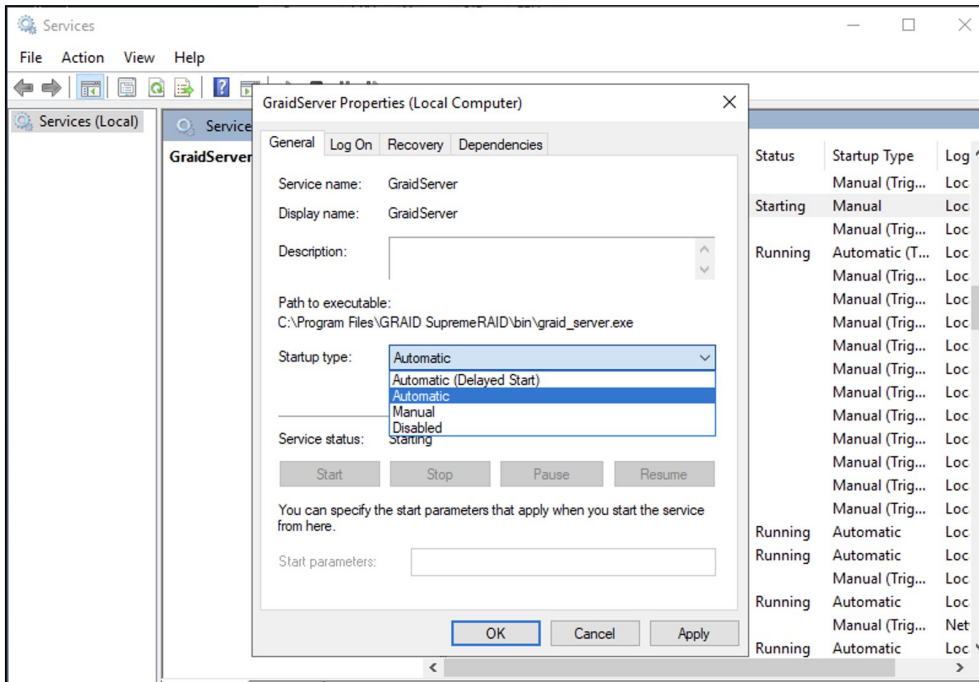 Services
File Action View Help
Services (Local)
Service
GraidServer
GraidServer Properties (Local Computer)
General Log On Recovery Dependencies
Service name: GraidServer
Display name: GraidServer
Description:
Path to executable:
C:\Program Files\GRAID SupremeRAID\bin\graid_server.exe
Startup type: Automatic
Automatic (Delayed Start)
Automatic
Manual
Disabled
Service status: Starting
Start Stop Pause Resume
You can specify the start parameters that apply when you start the service
from here.
Start parameters:
OK Cancel Apply
Status Startup Type Log
Manual (Trig... Loc
Starting Manual Loc
Manual (Trig... Loc
Running Automatic (T... Loc
Manual (Trig... Loc
Manual (Trig... Loc
Manual (Trig... Loc
Manual (Trig... Loc
Manual (Trig... Loc
Manual (Trig... Loc
Manual (Trig... Loc
Manual (Trig... Loc
Manual (Trig... Loc
Manual (Trig... Loc
Manual (Trig... Loc
Running Automatic Loc
Running Automatic Loc
Manual (Trig... Loc
Running Automatic Loc
Manual (Trig... Net
Running Automatic Loc